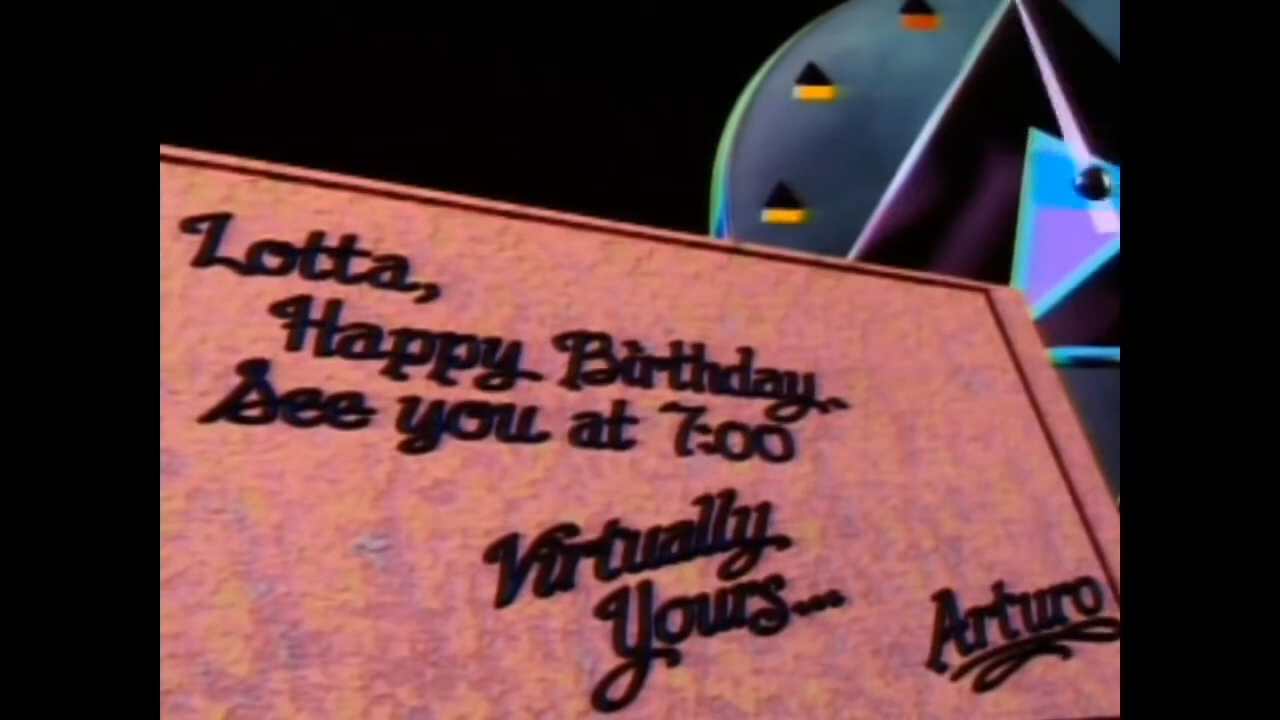 Lotta,
Happy Birthday..
See you at 7:00
Virtually
Yours...
Arturo